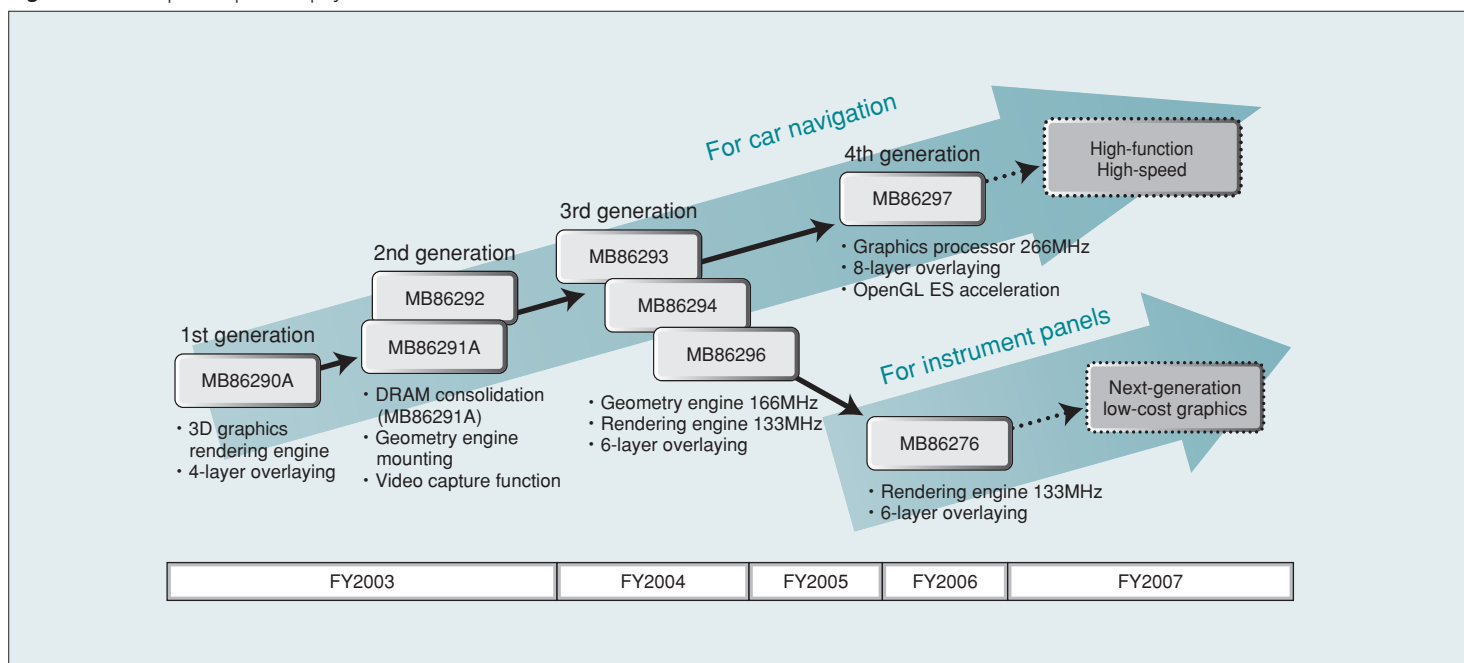 For car navigation
High-function
High-speed
4th generation
MB86297
・Graphics processor 266MHz
・8-layer overlaying
・OpenGL ES acceleration
3rd generation
MB86293
MB86294
MB86296
・Geometry engine 166MHz
・Rendering engine 133MHz
・6-layer overlaying
2nd generation
MB86292
MB86291A
・DRAM consolidation
(MB86291A)
・Geometry engine
mounting
・Video capture function
1st generation
MB86290A
・3D graphics
rendering engine
・4-layer overlaying
For instrument panels
Next-generation
low-cost graphics
MB86276
・Rendering engine 133MHz
・6-layer overlaying
FY2003
FY2004
FY2005
FY2006
FY2007